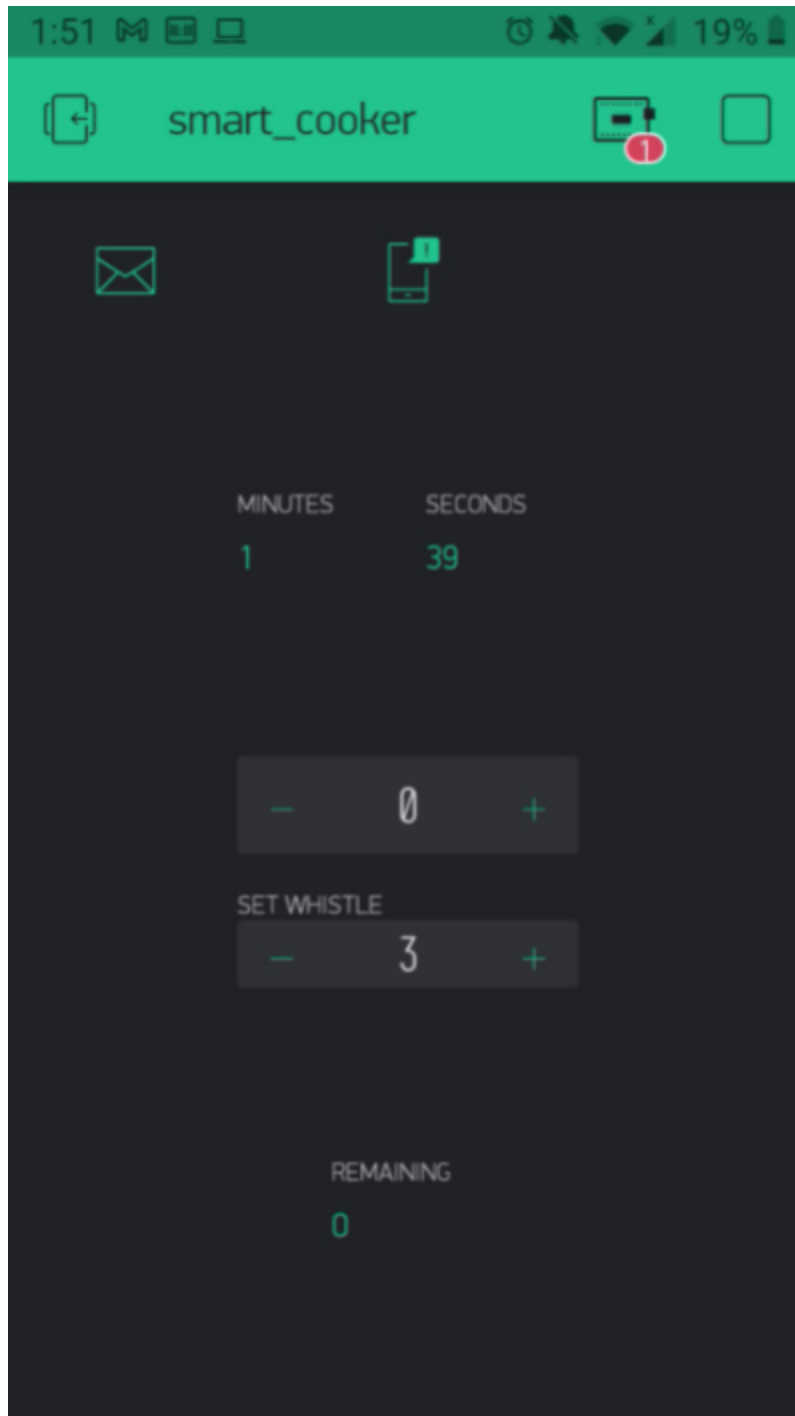 1:51 19%
smart_cooker
1
MINUTES SECONDS
1 39
- 0 +
SET WHISTLE
- 3 +
REMAINING
0